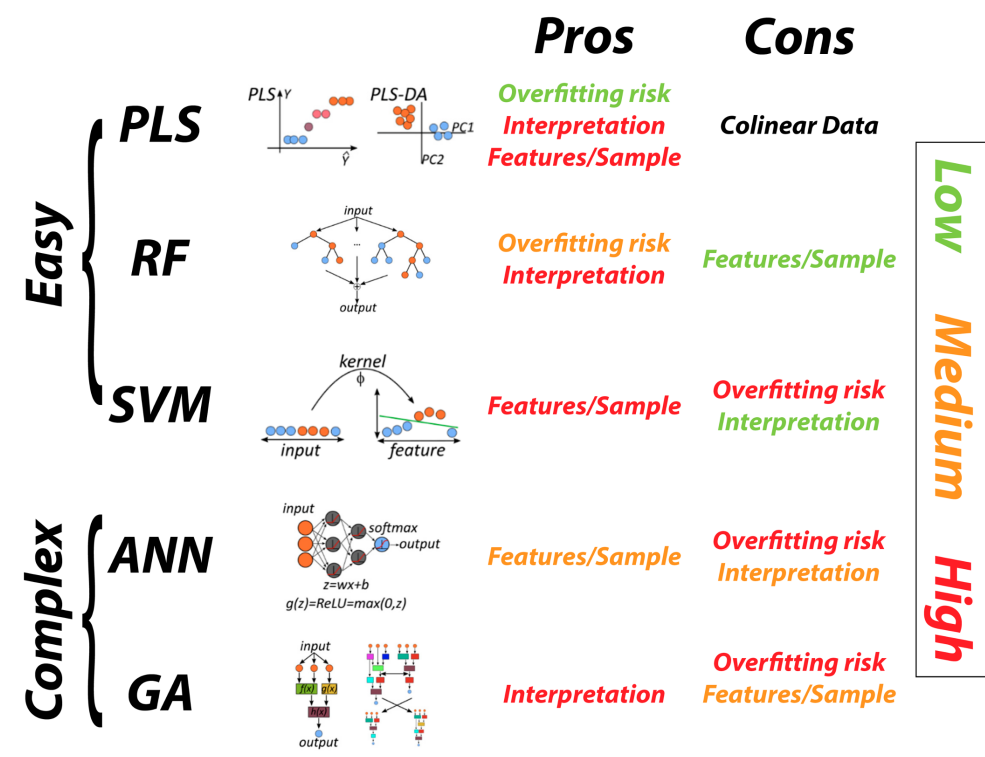 Pros
Cons
Easy
PLS
PLS
Y
Ŷ
PLS-DA
PC1
PC2
Overfitting risk
Interpretation
Features/Sample
Colinear Data
RF
input
...
output
Overfitting risk
Interpretation
Features/Sample
SVM
kernel
ϕ
input
feature
Features/Sample
Overfitting risk
Interpretation
Complex
ANN
input
softmax
output
z=wx+b
g(z)=ReLU=max(0,z)
Features/Sample
Overfitting risk
Interpretation
GA
input
f(x)
g(x)
h(x)
output
Interpretation
Overfitting risk
Features/Sample
Low
Medium
High